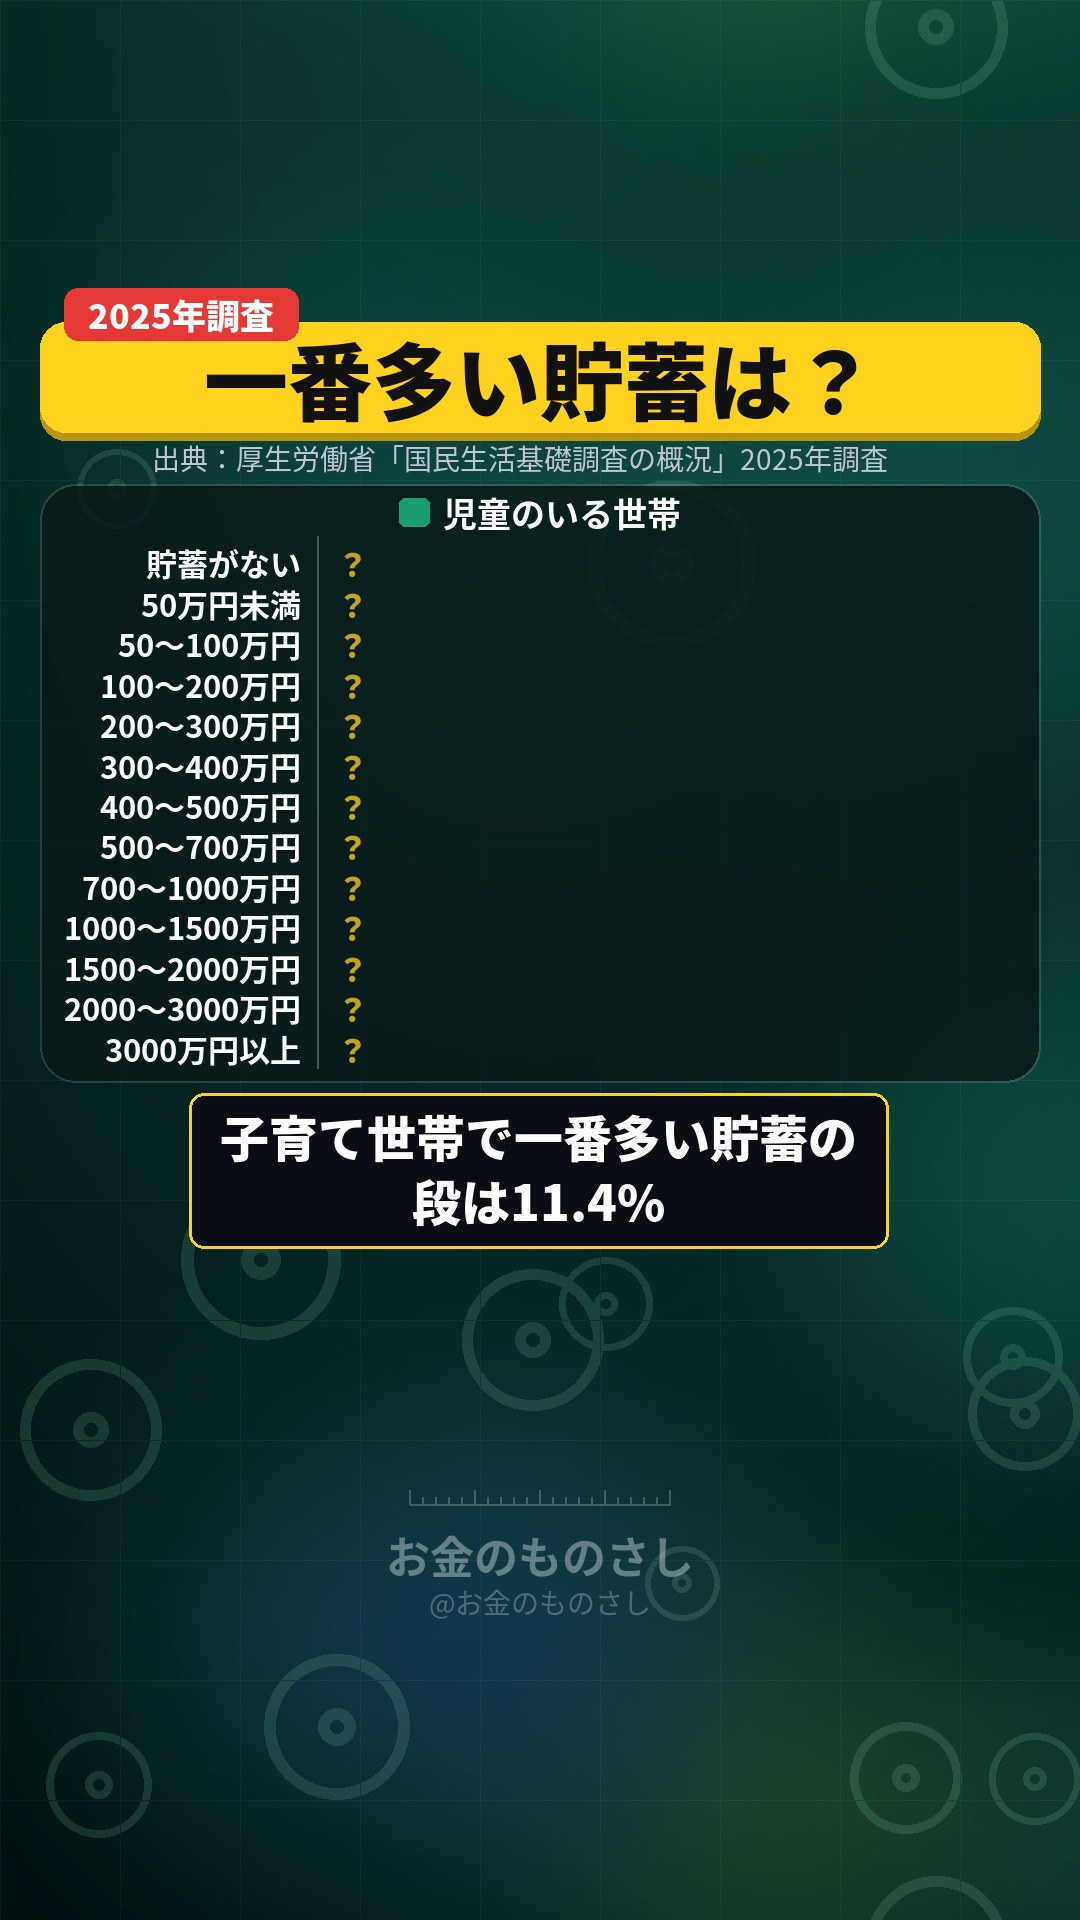 2025年調査
一番多い貯蓄は？
出典：厚生労働省「国民生活基礎調査の概況」2025年調査
児童のいる世帯
貯蓄がない ？
50万円未満 ？
50〜100万円 ？
100〜200万円 ？
200〜300万円 ？
300〜400万円 ？
400〜500万円 ？
500〜700万円 ？
700〜1000万円 ？
1000〜1500万円 ？
1500〜2000万円 ？
2000〜3000万円 ？
3000万円以上 ？
子育て世帯で一番多い貯蓄の
段は11.4%
お金のものさし
@お金のものさし